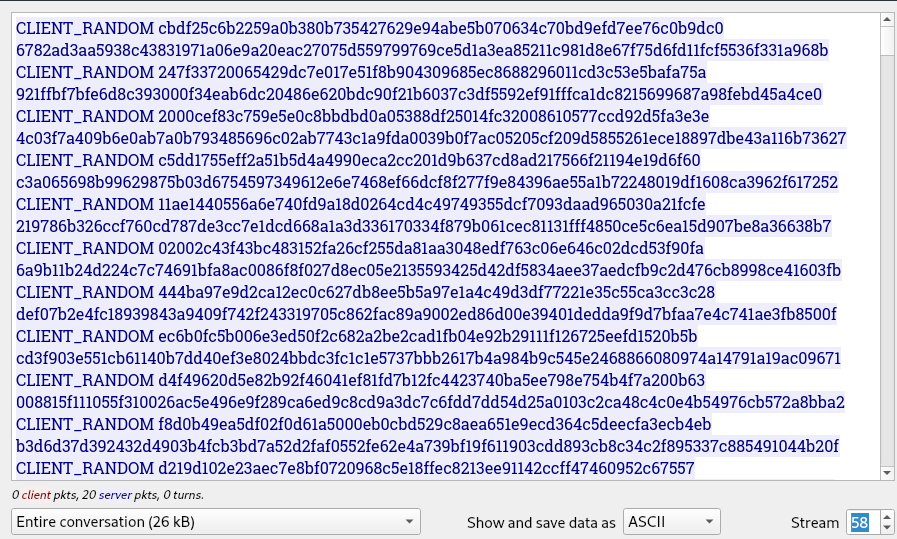 CLIENT_RANDOM cbdf25c6b2259a0b380b735427629e94abe5b070634c70bd9efd7ee76c0b9dc0
6782ad3aa5938c43831971a06e9a20eac27075d559799769ce5d1a3ea85211c981d8e67f75d6fd11fcf5536f331a968b
CLIENT_RANDOM 247f33720065429dc7e017e51f8b904309685ec8688296011cd3c53e5bafa75a
921ffbf7bfe6d8c393000f34eab6dc20486e620bdc90f21b6037c3df5592ef91fffca1dc8215699687a98febd45a4ce0
CLIENT_RANDOM 2000cef83c759e5e0c8bbdbd0a05388df25014fc32008610577ccd92d5fa3e3e
4c03f7a409b6e0ab7a0b793485696c02ab7743c1a9fda0039b0f7ac05205cf209d5855261ece18897dbe43a116b73627
CLIENT_RANDOM c5dd1755eff2a51b5d4a4990eca2cc201d9b637cd8ad217566f21194e19d6f60
c3a065698b99629875b03d6754597349612e6e7468ef66dcf8f277f9e84396ae55a1b72248019df1608ca3962f617252
CLIENT_RANDOM 11ae1440556a6e740fd9a18d0264cd4c49749355dcf7093daad965030a21fcfe
219786b326ccf760cd787de3cc7e1dcd668a1a3d336170334f879b061cec81131fff4850ce5c6ea15d907be8a36638b7
CLIENT_RANDOM 02002c43f43bc483152fa26cf255da81aa3048edf763c06e646c02dcd53f90fa
6a9b11b24d224c7c74691bfa8ac0086f8f027d8ec05e2135593425d42df5834aee37aedcfb9c2d476cb8998ce41603fb
CLIENT_RANDOM 444ba97e9d2ca12ec0c627db8ee5b5a97e1a4c49d3df77221e35c55ca3cc3c28
def07b2e4fc18939843a9409f742f243319705c862fac89a9002ed86d00e39401dedda9f9d7bfaa7e4c741ae3fb8500f
CLIENT_RANDOM ec6b0fc5b006e3ed50f2c682a2be2cad1fb04e92b29111f126725eefd1520b5b
cd3f903e551cb61140b7dd40ef3e8024bbdc3fc1c1e5737bbb2617b4a984b9c545e2468866080974a14791a19ac09671
CLIENT_RANDOM d4f49620d5e82b92f46041ef81fd7b12fc4423740ba5ee798e754b4f7a200b63
008815f111055f310026ac5e496e9f289ca6ed9c8cd9a3dc7c6fdd7dd54d25a0103c2ca48c4c0e4b54976cb572a8bba2
CLIENT_RANDOM f8d0b49ea5df02f0d61a5000eb0cbd529c8aea651e9ecd364c5deecfa3ecb4eb
b3d6d37d392432d4903b4fcb3bd7a52d2faf0552fe62e4a739bf19f611903cdd893cb8c34c2f895337c885491044b20f
CLIENT_RANDOM d219d102e23aec7e8bf0720968c5e18ffec8213ee91142ccff47460952c67557
0 client pkts, 20 server pkts, 0 turns.
Entire conversation (26 kB)
Show and save data as ASCII
Stream 58